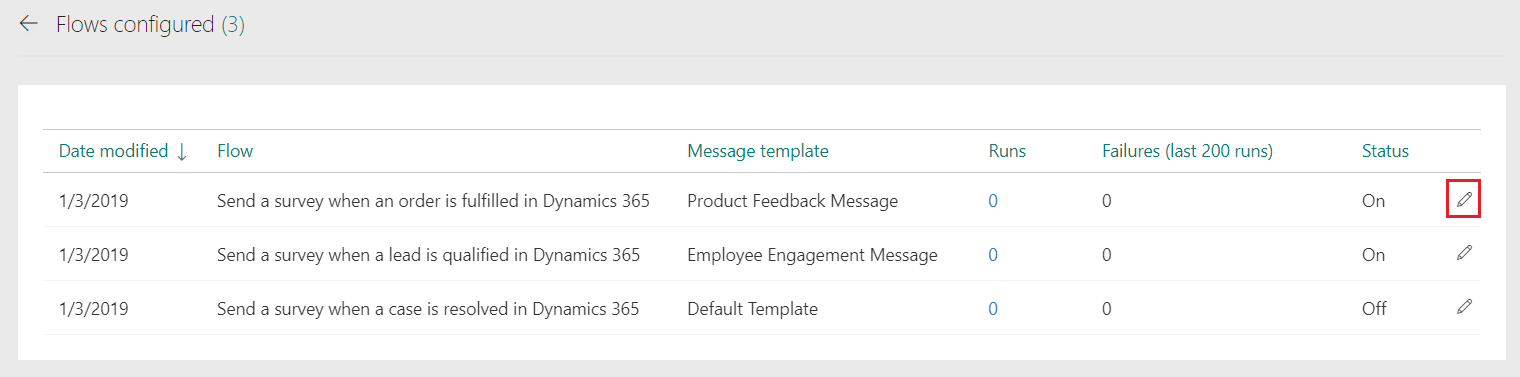 Flows configured (3)
Date modified ↓ Flow Message template Runs Failures (last 200 runs) Status
1/3/2019 Send a survey when an order is fulfilled in Dynamics 365 Product Feedback Message 0 0 On
1/3/2019 Send a survey when a lead is qualified in Dynamics 365 Employee Engagement Message 0 0 On
1/3/2019 Send a survey when a case is resolved in Dynamics 365 Default Template 0 0 Off